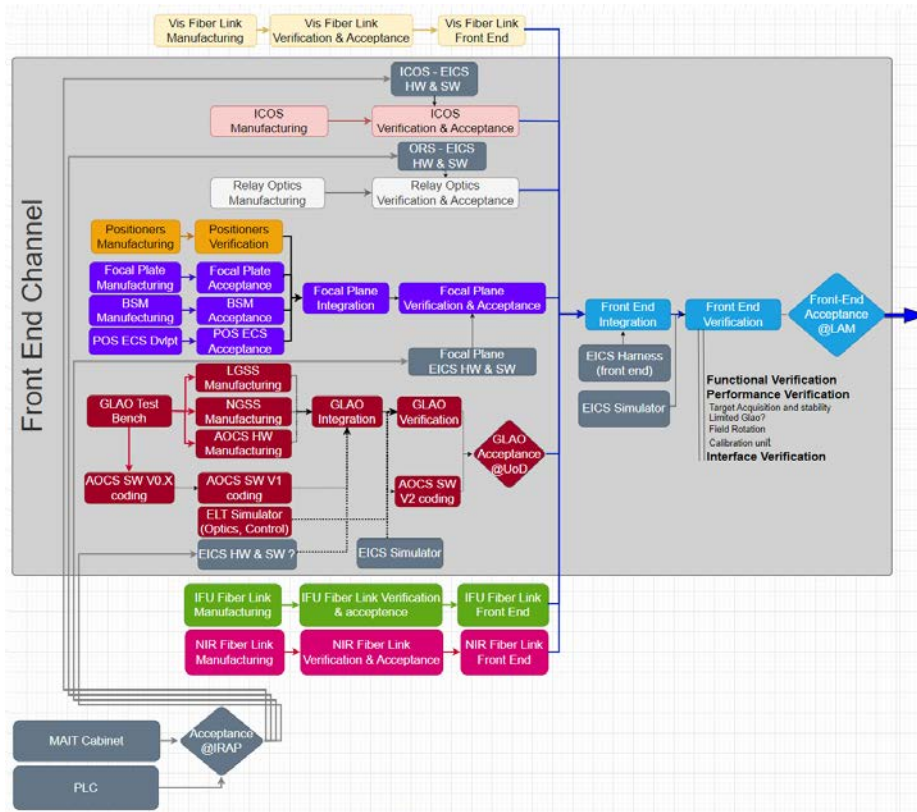 Vis Fiber Link
Manufacturing
Vis Fiber Link
Verification & Acceptance
Vis Fiber Link
Front End
Front End Channel
ICOS - EICS
HW & SW
ICOS
Manufacturing
ICOS
Verification & Acceptance
ORS - EICS
HW & SW
Relay Optics
Manufacturing
Relay Optics
Verification & Acceptance
Positioners
Manufacturing
Positioners
Verification
Focal Plate
Manufacturing
Focal Plate
Acceptance
BSM
Manufacturing
BSM
Acceptance
POS ECS Dvlpt
POS ECS
Acceptance
Focal Plane
Integration
Focal Plane
Verification & Acceptance
Focal Plane
EICS HW & SW
Front End
Integration
Front End
Verification
Front-End
Acceptance
@LAM
EICS Harness
(front end)
EICS Simulator
Functional Verification
Performance Verification
Target Acquisition and stability
Limited Glao?
Field Rotation
Calibration unit
Interface Verification
GLAO Test
Bench
LGSS
Manufacturing
NGSS
Manufacturing
AOCS HW
Manufacturing
GLAO
Integration
GLAO
Verification
GLAO
Acceptance
@UoD
AOCS SW V0.X
coding
AOCS SW V1
coding
AOCS SW
V2 coding
ELT Simulator
(Optics, Control)
EICS HW & SW ?
EICS Simulator
IFU Fiber Link
Manufacturing
IFU Fiber Link Verification
& acceptence
IFU Fiber Link
Front End
NIR Fiber Link
Manufacturing
NIR Fiber Link
Verification & Acceptance
NIR Fiber Link
Front End
MAIT Cabinet
PLC
Acceptance
@IRAP